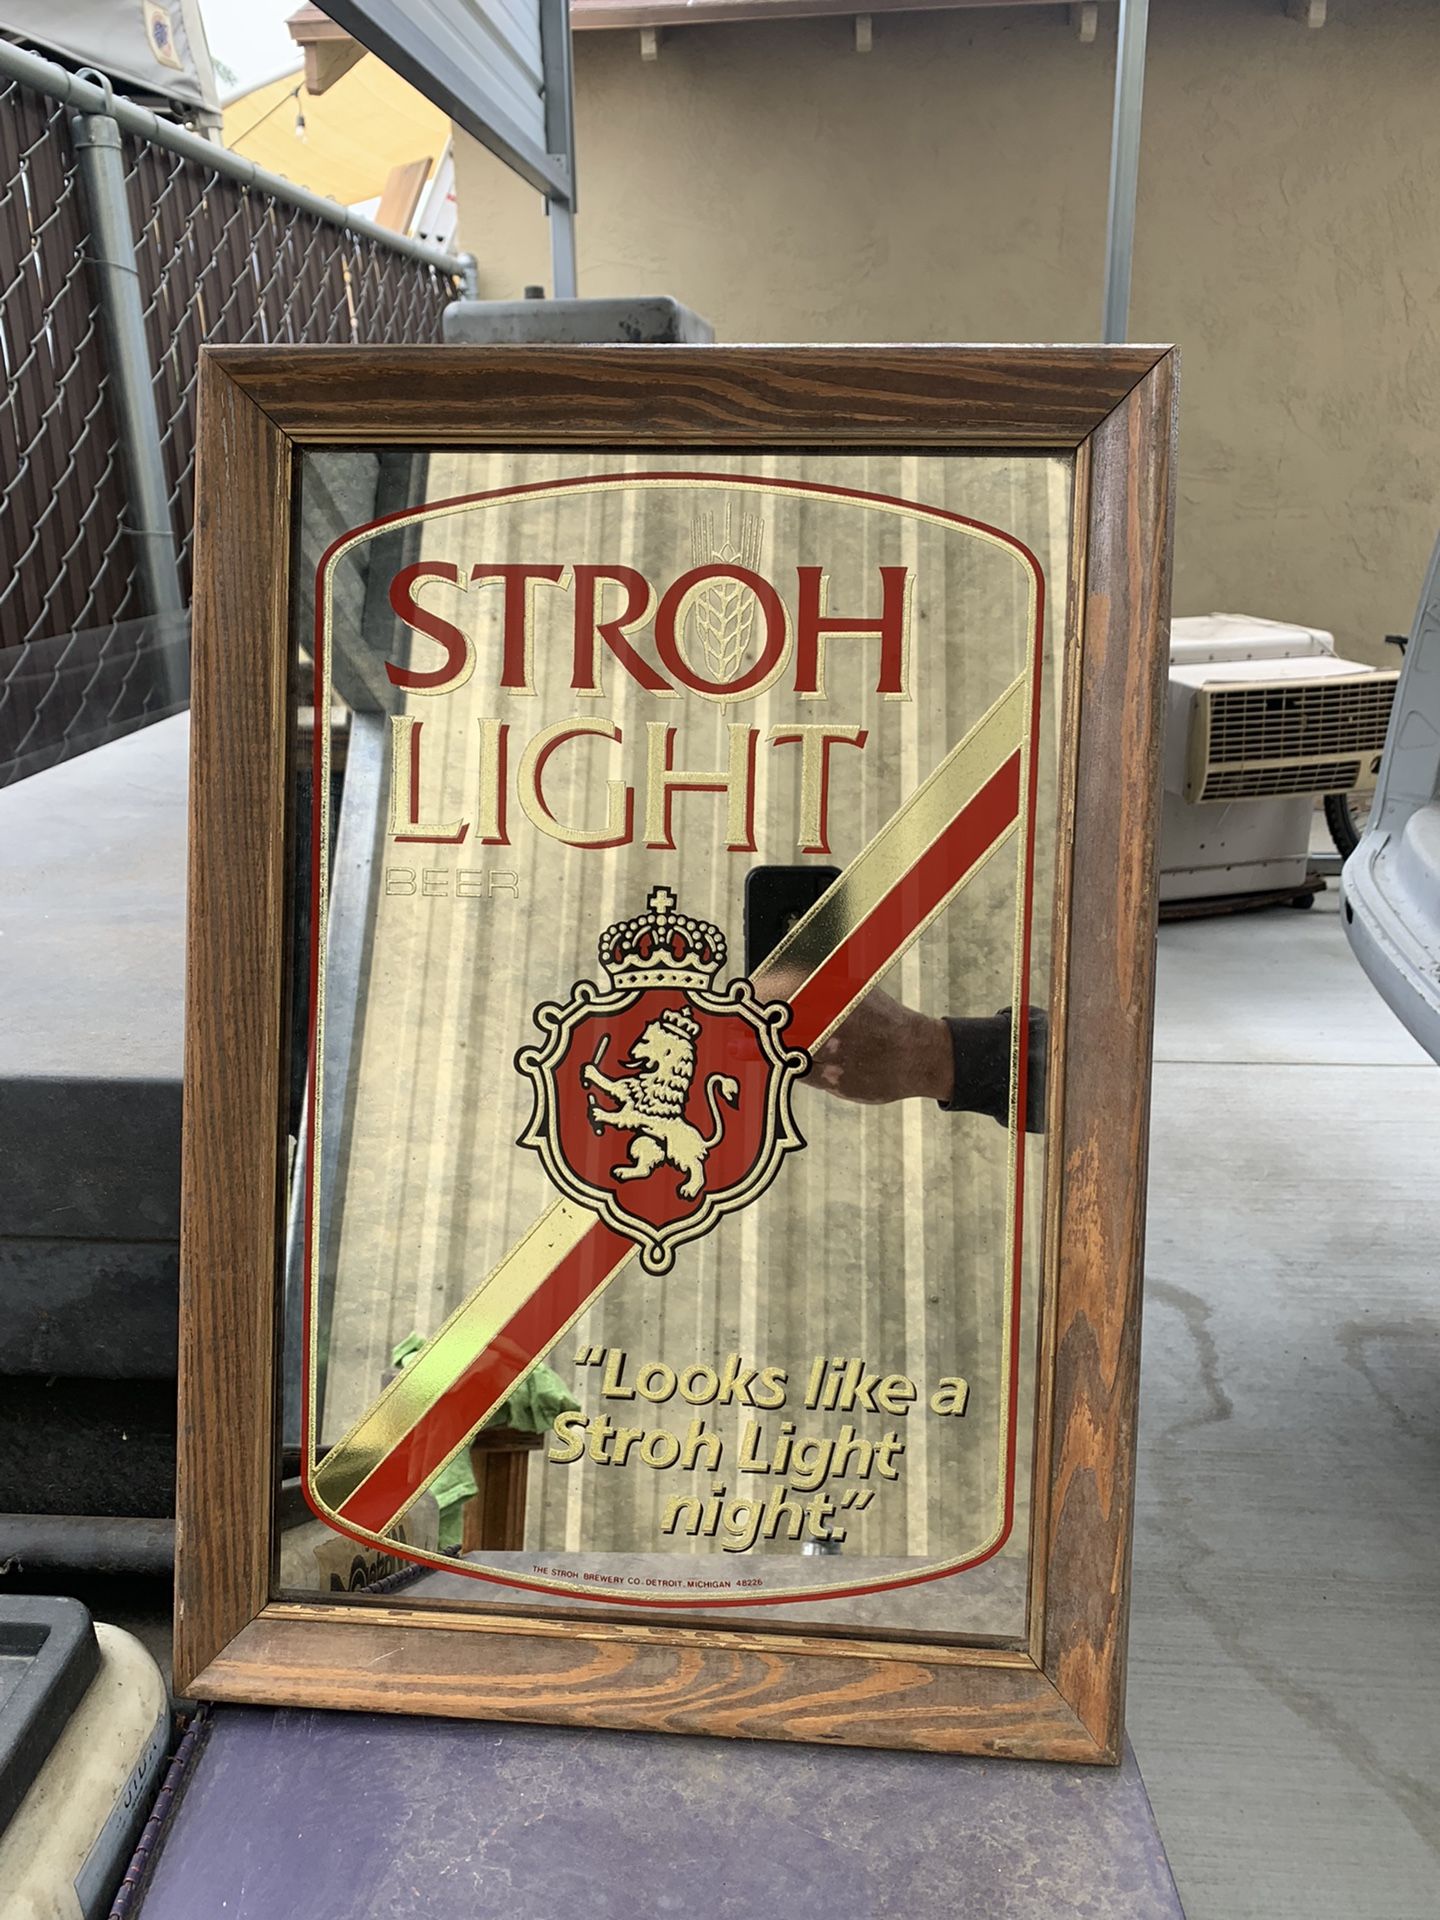 STROH
LIGHT
BEER
"Looks like a
Stroh Light
night."
THE STROH BREWERY CO. DETROIT, MICHIGAN 48226